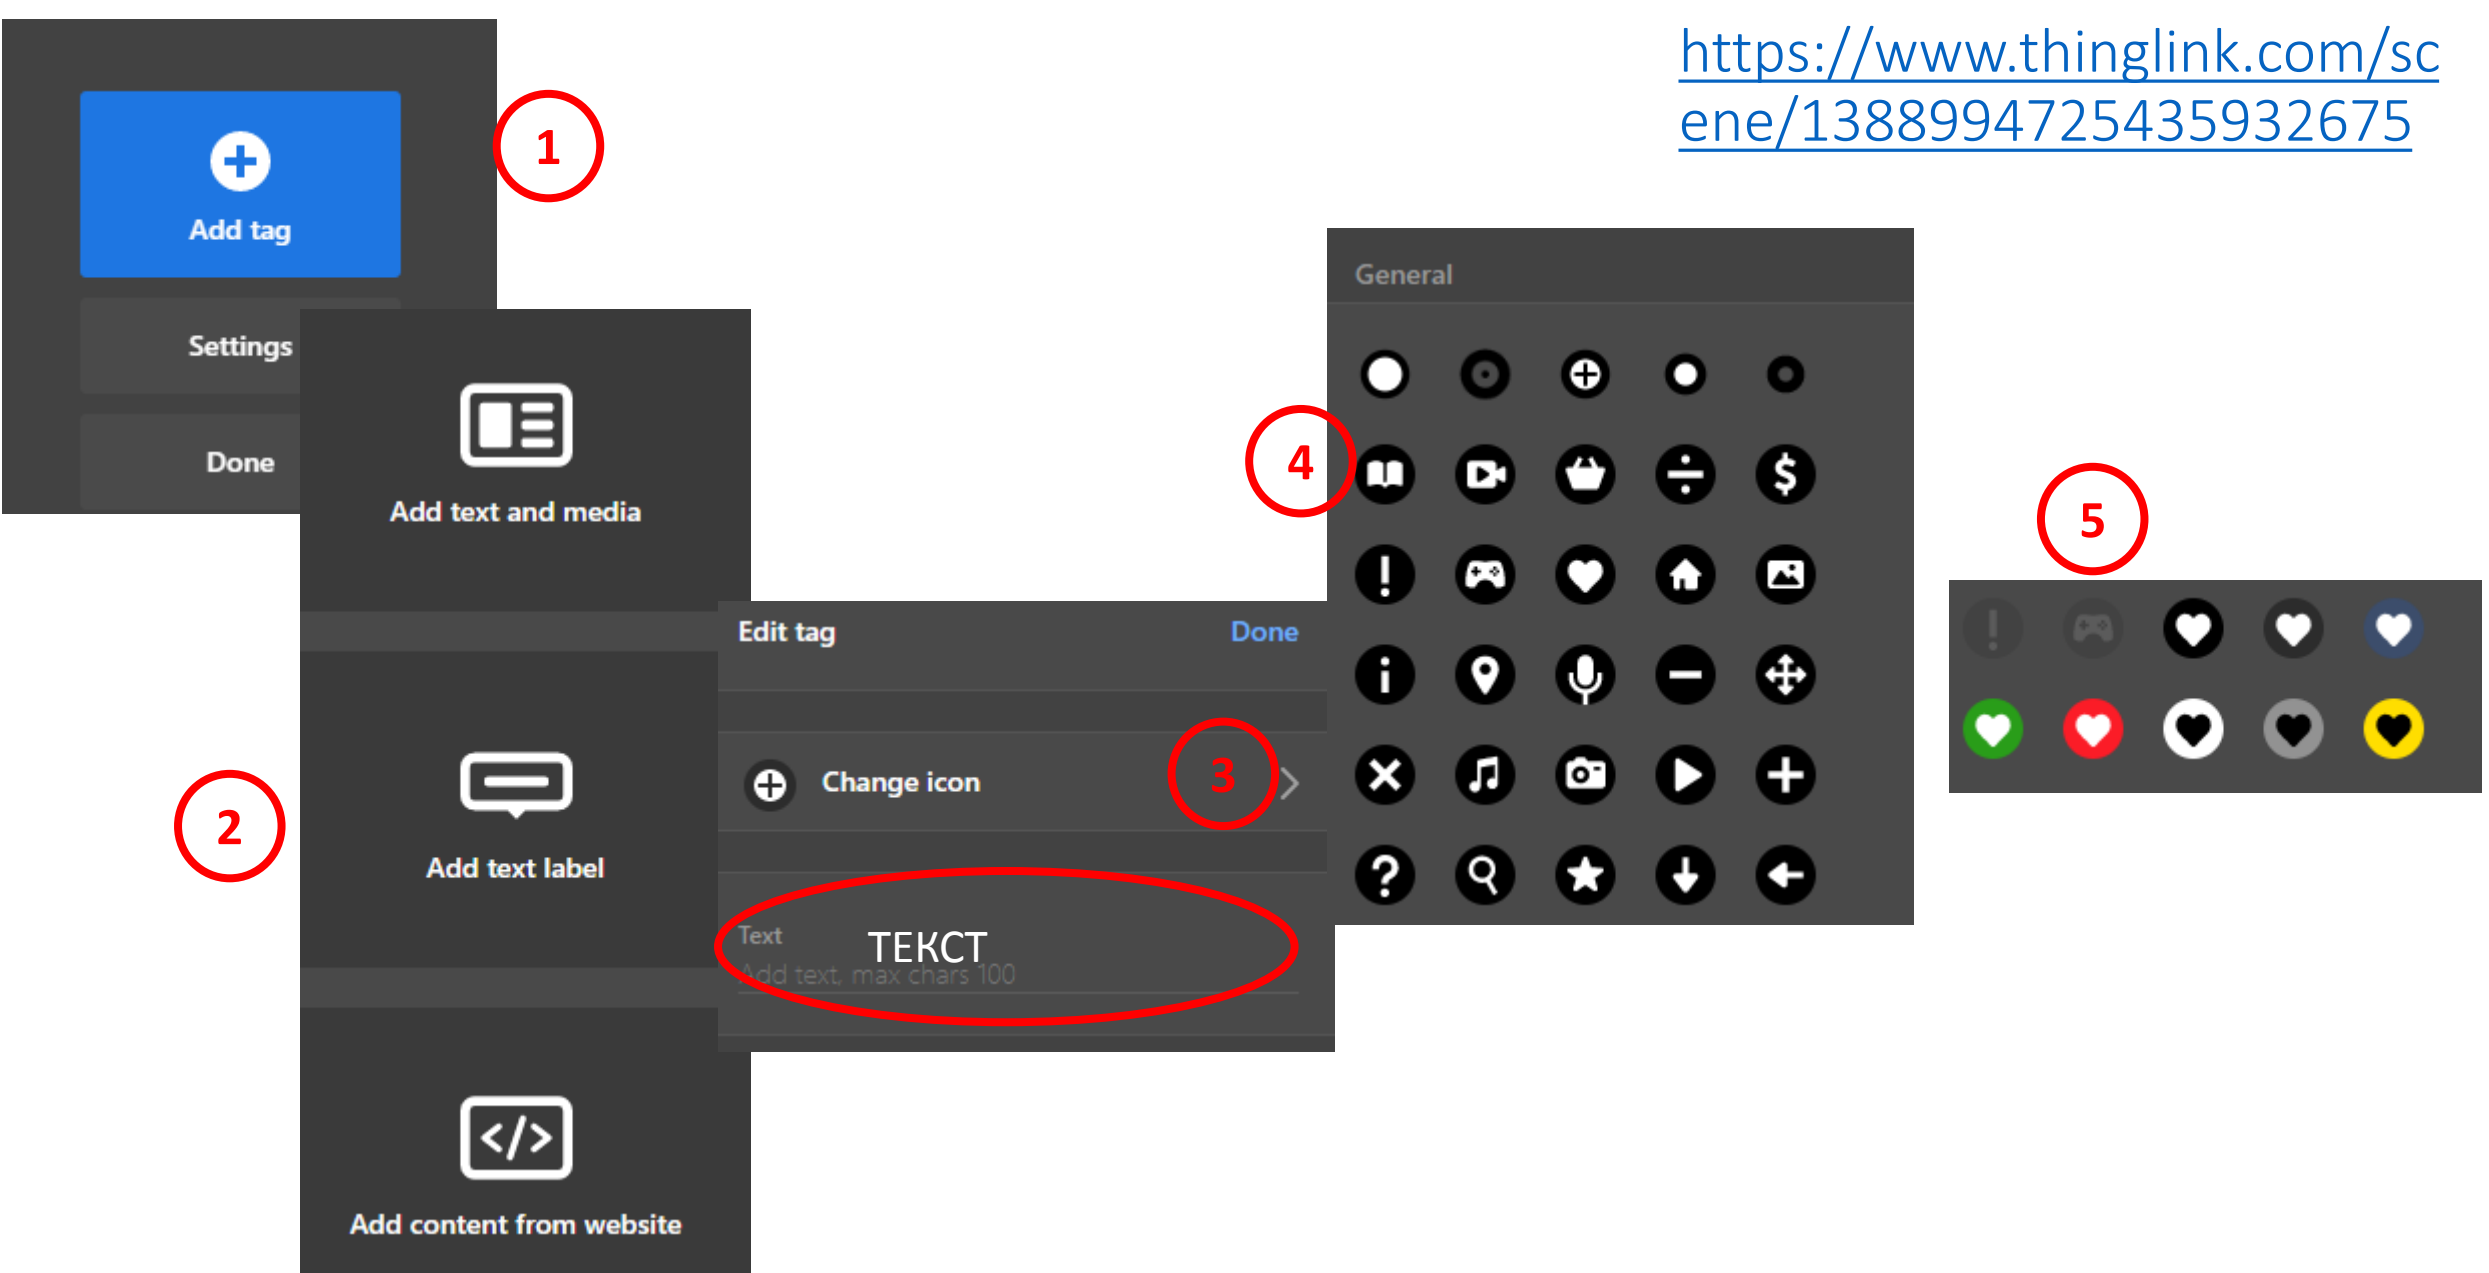 https://www.thinglink.com/sc
ene/1388994725435932675
1
Add tag
Settings
Done
2
Add text and media
Add text label
Add content from website
Edit tag
Done
Change icon
3
Text
ТЕКСТ
Add text, max chars 100
4
General
5